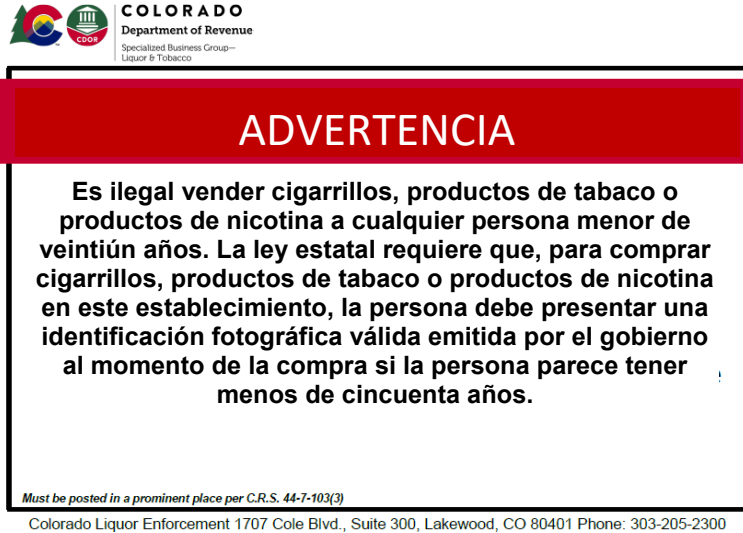 COLORADO
Department of Revenue
Specialized Business Group—
Liquor & Tobacco
CDOR
ADVERTENCIA
Es ilegal vender cigarrillos, productos de tabaco o
productos de nicotina a cualquier persona menor de
veintiún años. La ley estatal requiere que, para comprar
cigarrillos, productos de tabaco o productos de nicotina
en este establecimiento, la persona debe presentar una
identificación fotográfica válida emitida por el gobierno
al momento de la compra si la persona parece tener
menos de cincuenta años.
Must be posted in a prominent place per C.R.S. 44-7-103(3)
Colorado Liquor Enforcement 1707 Cole Blvd., Suite 300, Lakewood, CO 80401 Phone: 303-205-2300